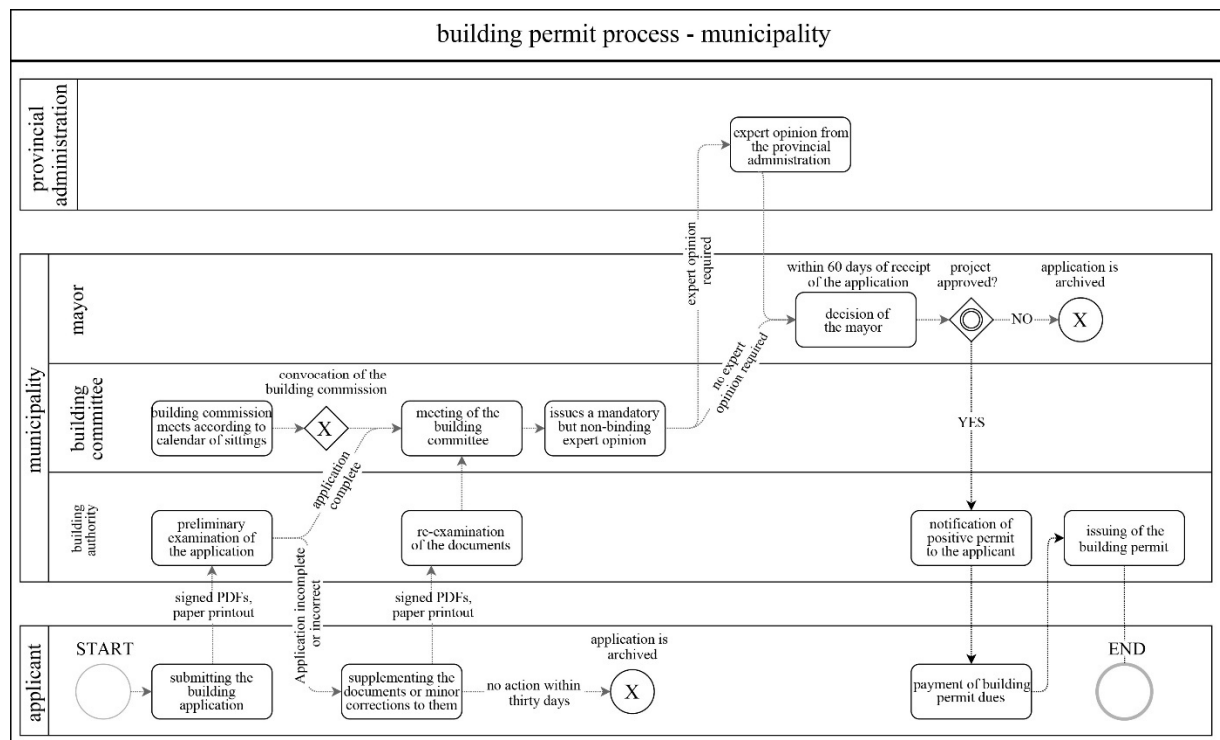 building permit process - municipality
provincial
administration
expert opinion from
the provincial
administration
expert opinion
required
municipality
mayor
within 60 days of receipt
of the application
decision of
the mayor
project
approved?
NO
application is
archived
X
no expert
opinion required
building
committee
convocation of the
building commission
building commission
meets according to
calendar of sittings
X
meeting of the
building
committee
issues a mandatory
but non-binding
expert opinion
YES
application
complete
building
authority
preliminary
examination of
the application
re-examination
of the documents
notification of
positive permit
to the applicant
issuing of the
building permit
signed PDFs,
paper printout
Application incomplete
or incorrect
signed PDFs,
paper printout
applicant
START
submitting the
building
application
supplementing the
documents or minor
corrections to them
no action within
thirty days
application is
archived
X
payment of building
permit dues
END